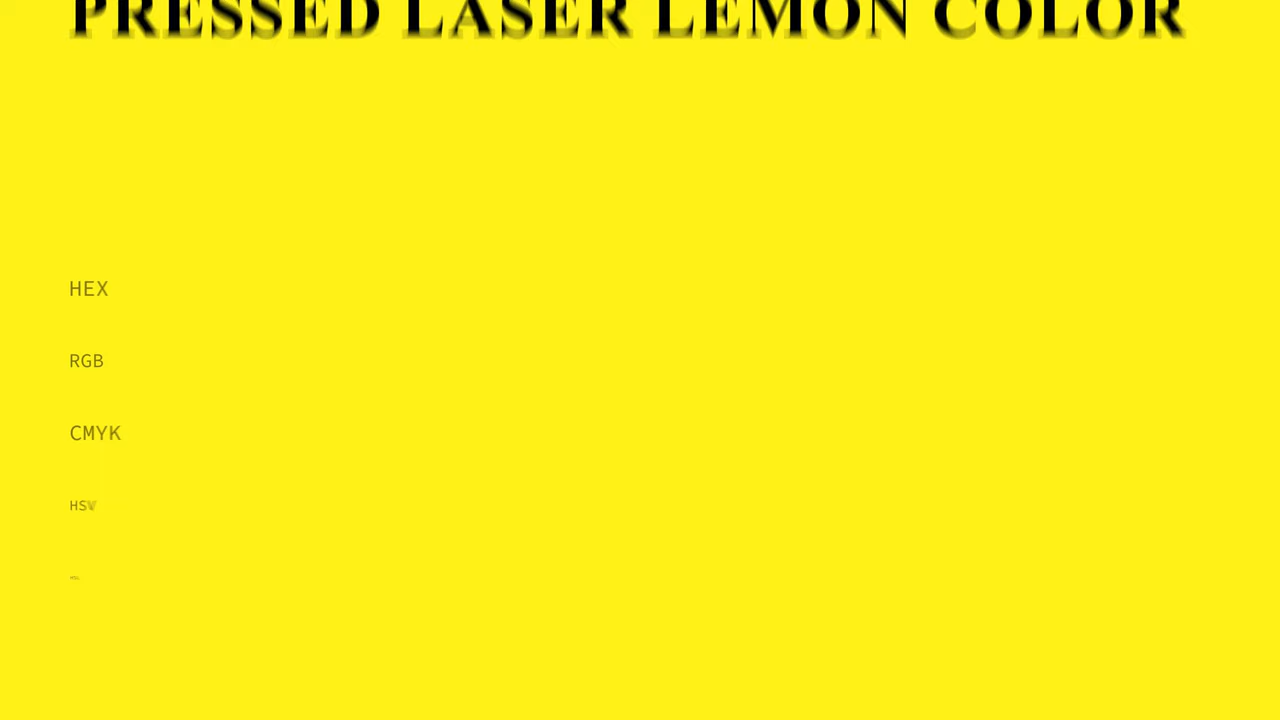 PRESSED LASER LEMON COLOR
HEX
RGB
CMYK
HSV